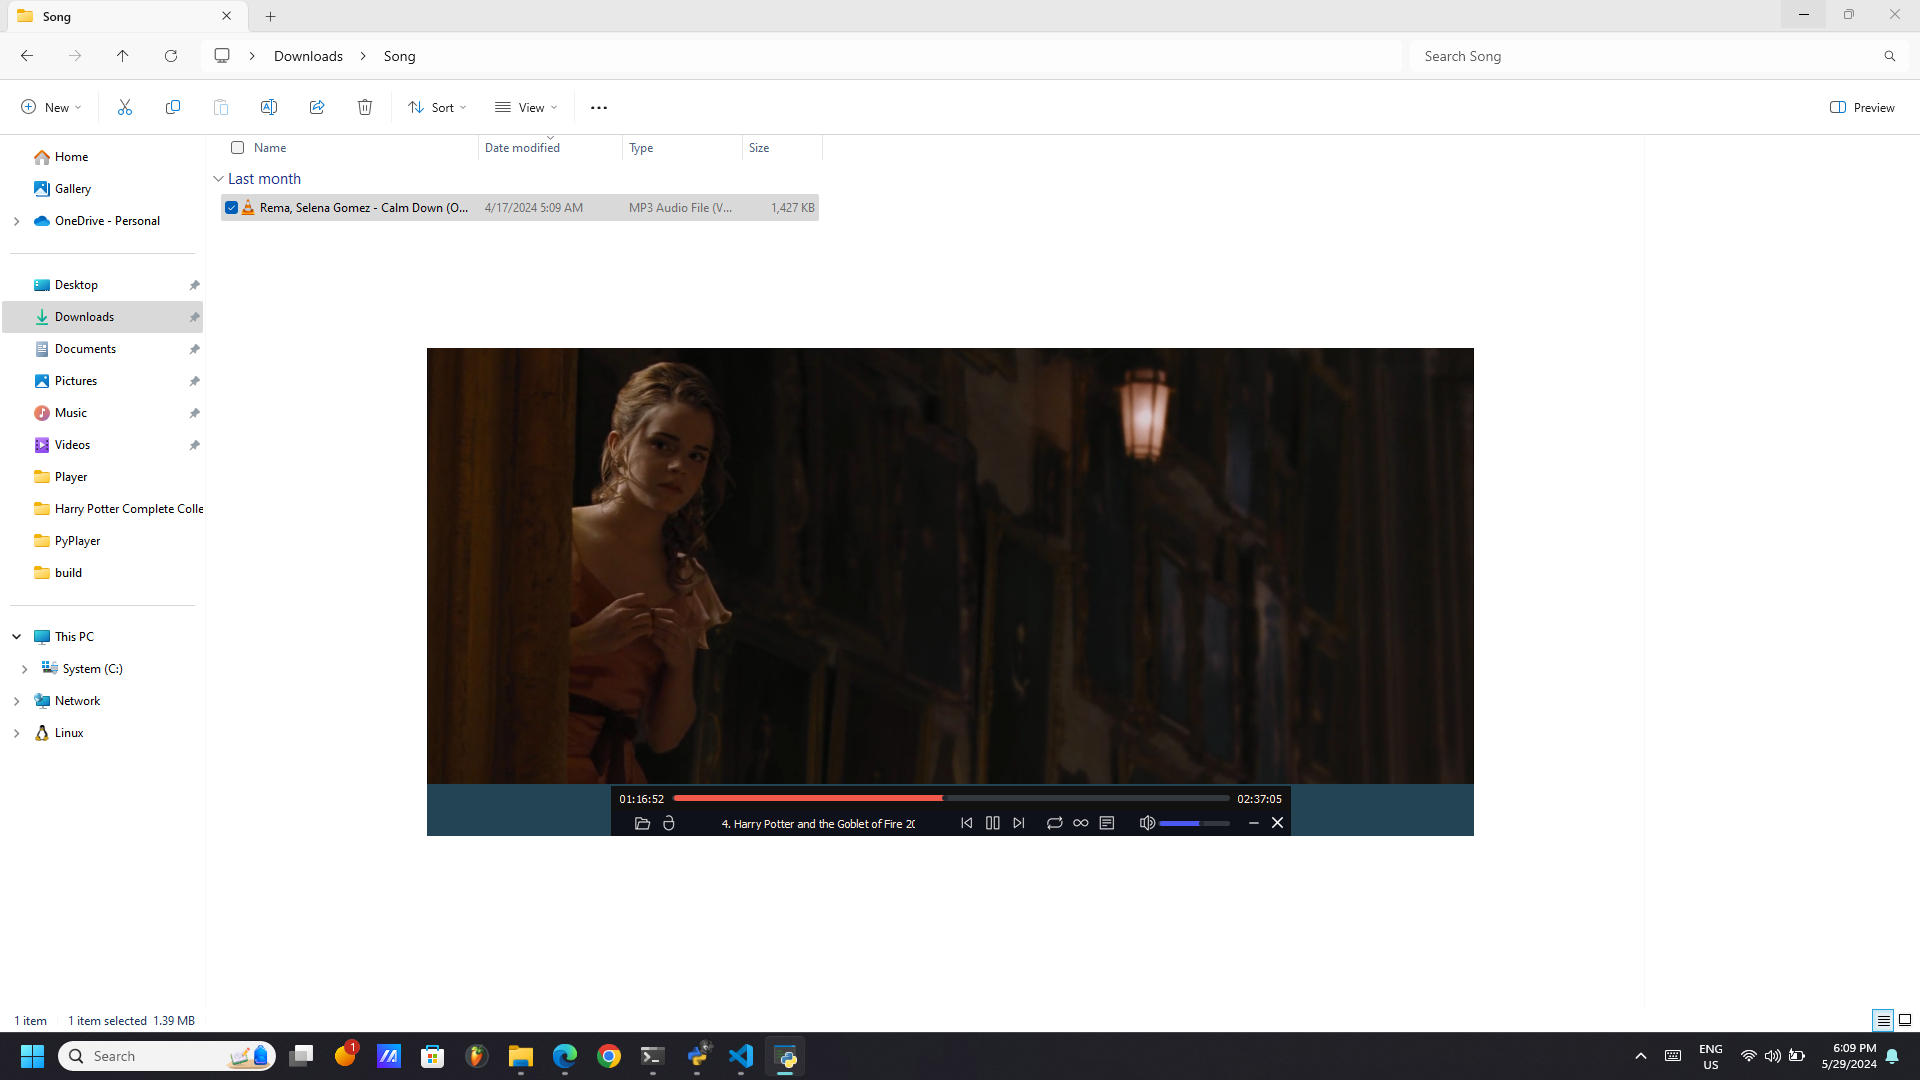 Song
Downloads
Song
Search Song
New
Sort
View
Preview
Name
Date modified
Type
Size
Last month
Rema, Selena Gomez - Calm Down (O...
4/17/2024 5:09 AM
MP3 Audio File (V...
1,427 KB
Home
Gallery
OneDrive - Personal
Desktop
Downloads
Documents
Pictures
Music
Videos
Player
Harry Potter Complete Colle
PyPlayer
build
This PC
System (C:)
Network
Linux
01:16:52
02:37:05
4. Harry Potter and the Goblet of Fire 20
1 item
1 item selected 1.39 MB
Search
1
ENG
US
6:09 PM
5/29/2024